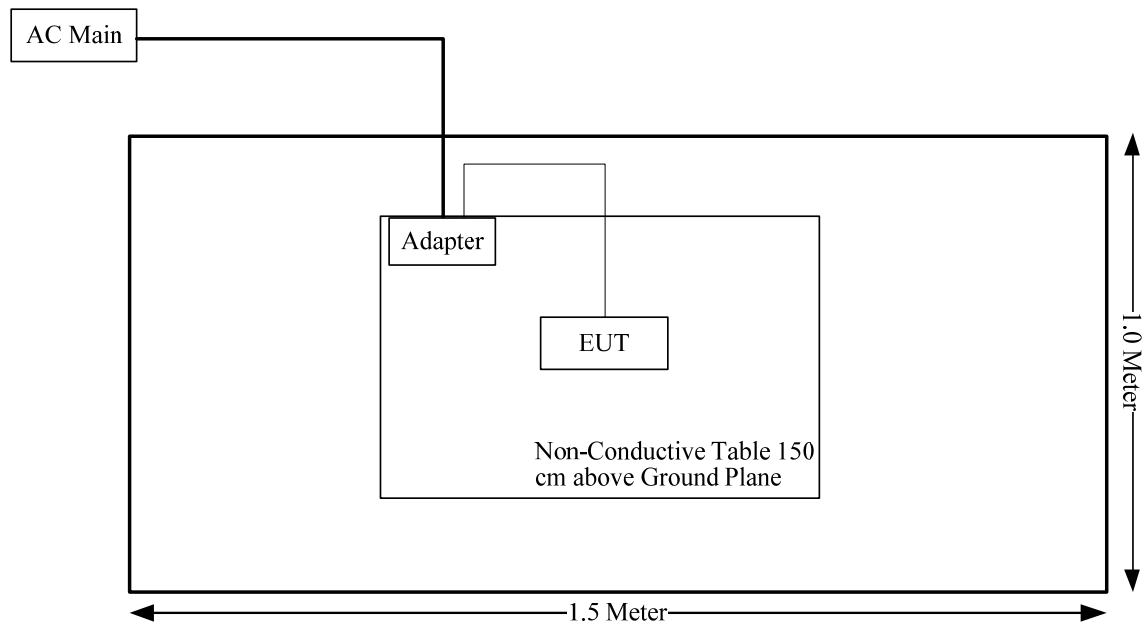 AC Main
Adapter
EUT
Non-Conductive Table 150
cm above Ground Plane
1.0 Meter
1.5 Meter